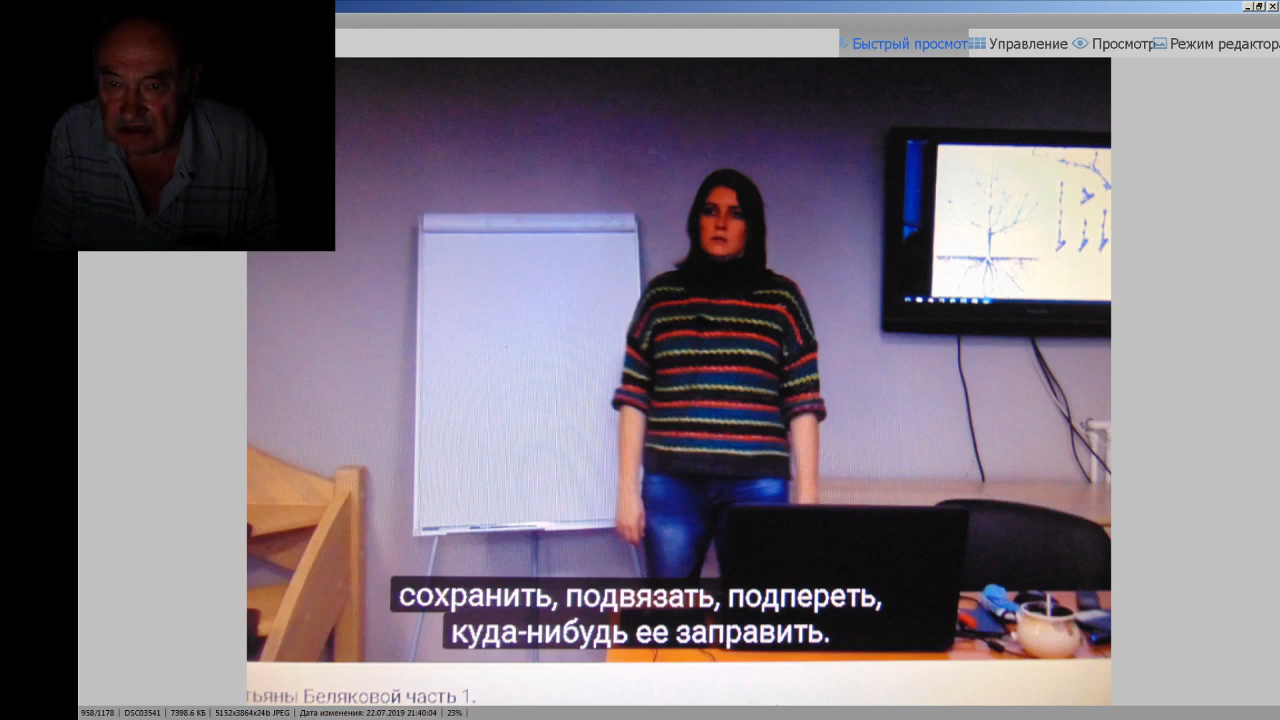 Быстрый просмот
Управление
Просмотр
Режим редактор
сохранить, подвязать, подпереть,
куда-нибудь ее заправить.
тьяны Беляковой часть 1.
958/1178 | DSC03541 | 7398.6 КБ | 5152x3864x24b JPEG | Дата изменения: 22.07.2019 21:40:04 | 23% |